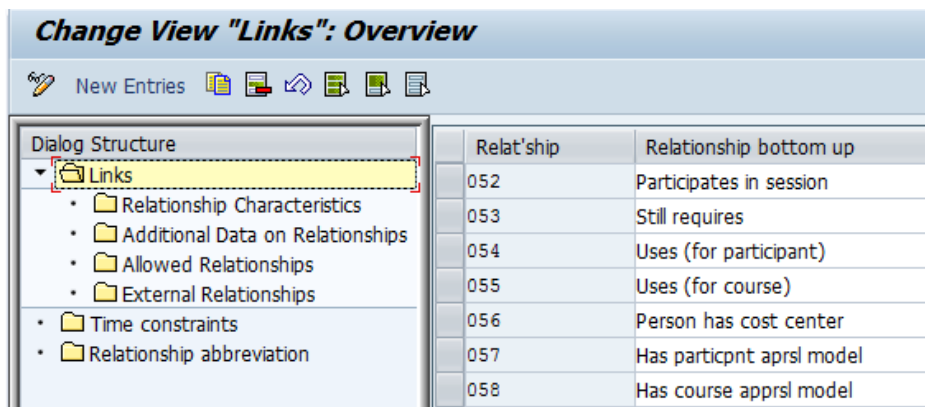 Change View "Links": Overview
New Entries
Dialog Structure
Links
Relationship Characteristics
Additional Data on Relationships
Allowed Relationships
External Relationships
Time constraints
Relationship abbreviation
Relat'ship Relationship bottom up
052 Participates in session
053 Still requires
054 Uses (for participant)
055 Uses (for course)
056 Person has cost center
057 Has particpnt aprsl model
058 Has course apprsl model